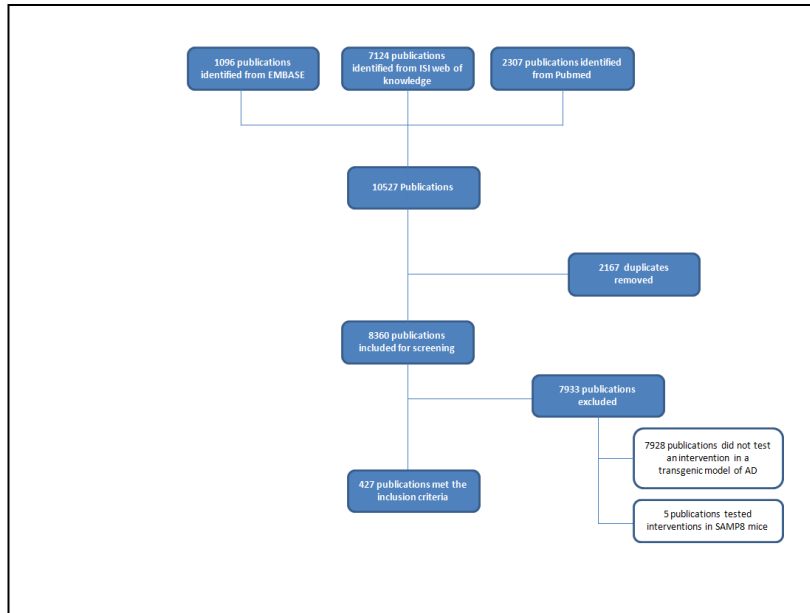 1096 publications
identified from EMBASE
7124 publications
identified from ISI web of
knowledge
2307 publications identified
from Pubmed
10527 Publications
2167 duplicates
removed
8360 publications
included for screening
7933 publications
excluded
7928 publications did not test
an intervention in a
transgenic model of AD
427 publications met the
inclusion criteria
5 publications tested
interventions in SAMP8 mice